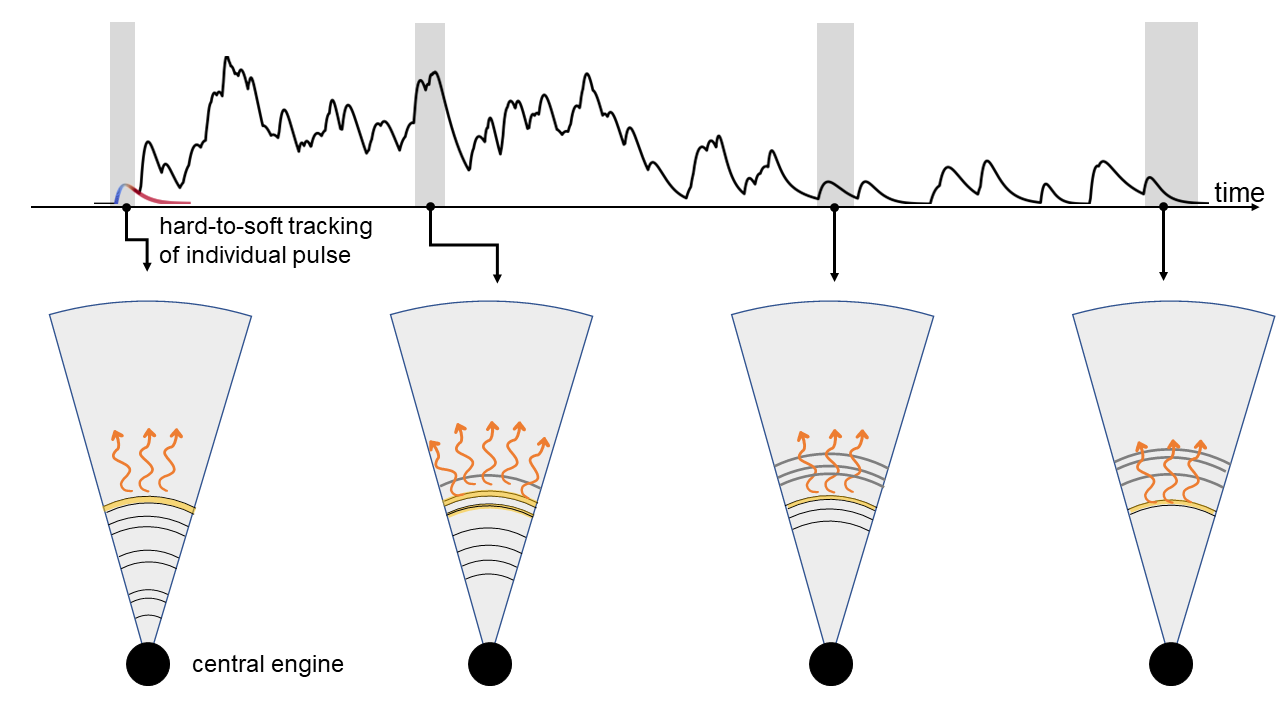 time
hard-to-soft tracking
of individual pulse
central engine